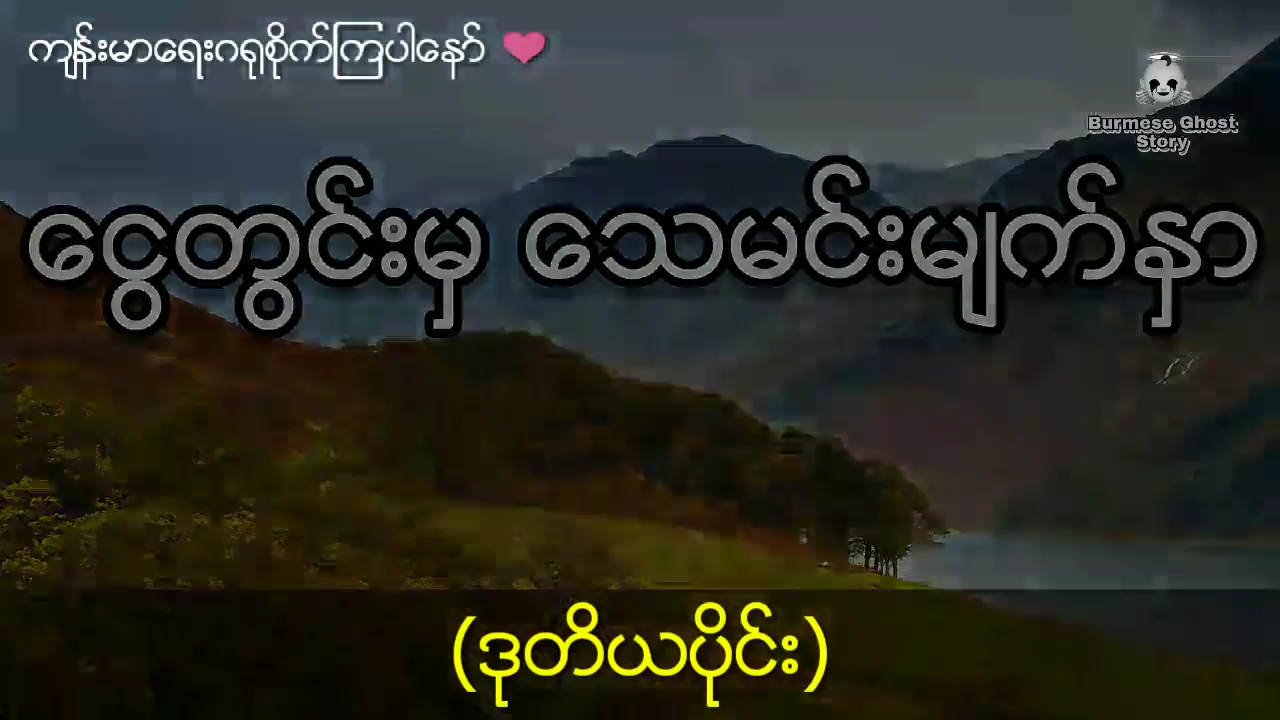 ကျန်းမာရေးဂရုစိုက်ကြပါနော် ❤
Burmese Ghost
Story
ငွေတွင်းမှ သေမင်းမျက်နှာ
(ဒုတိယပိုင်း)